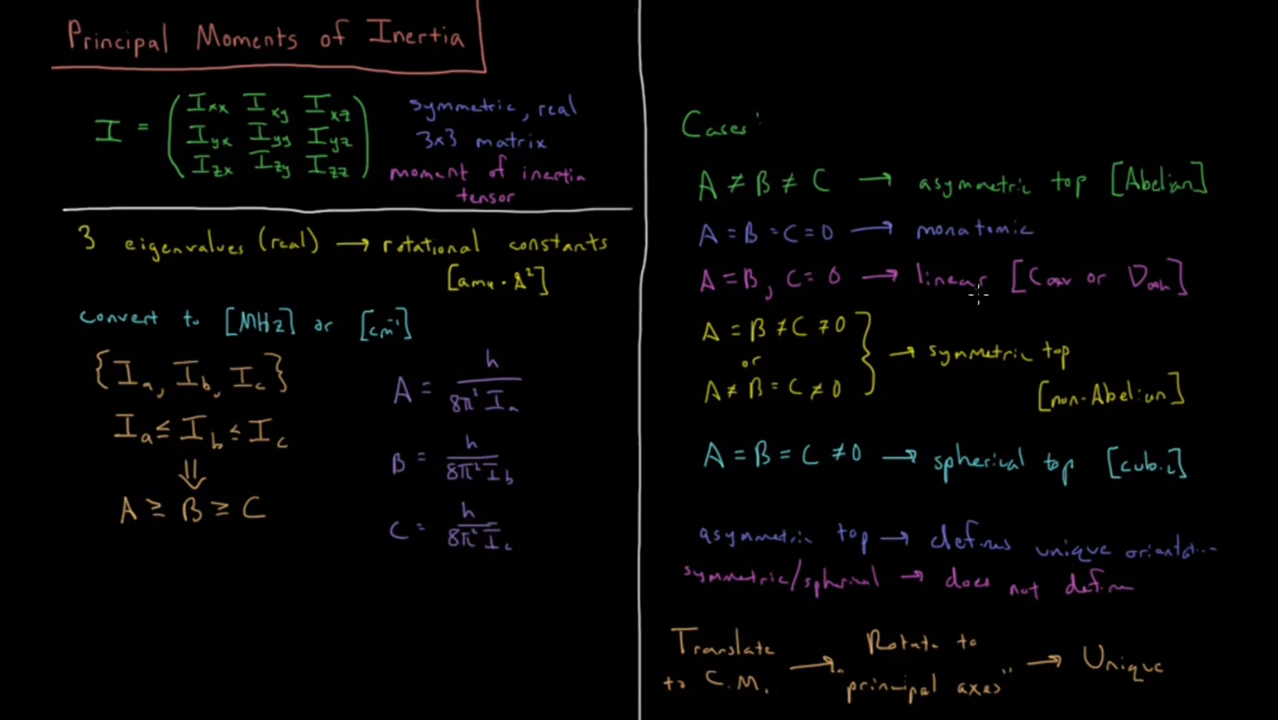 Principal Moments of Inertia
I = ( Ixx Ixy Ixz
Iyx Iyy Iyz
Izx Izy Izz )
symmetric, real
3x3 matrix
moment of inertia
tensor
3 eigenvalues (real) → rotational constants
[amu · Å²]
convert to [MHz] or [cm⁻¹]
{Ia, Ib, Ic}
Ia ≤ Ib ≤ Ic
⇓
A ≥ B ≥ C
A = h / 8π² Ia
B = h / 8π² Ib
C = h / 8π² Ic
Cases:
A ≠ B ≠ C → asymmetric top [Abelian]
A = B = C = 0 → monatomic
A = B, C = 0 → linear [C∞v or D∞h]
A = B ≠ C ≠ 0
or
A ≠ B = C ≠ 0
} → symmetric top
[non-Abelian]
A = B = C ≠ 0 → spherical top [cubic]
asymmetric top → defines unique orientation
symmetric/spherical → does not define
Translate
to C.M.
→ Rotate to
"principal axes"
→ Unique